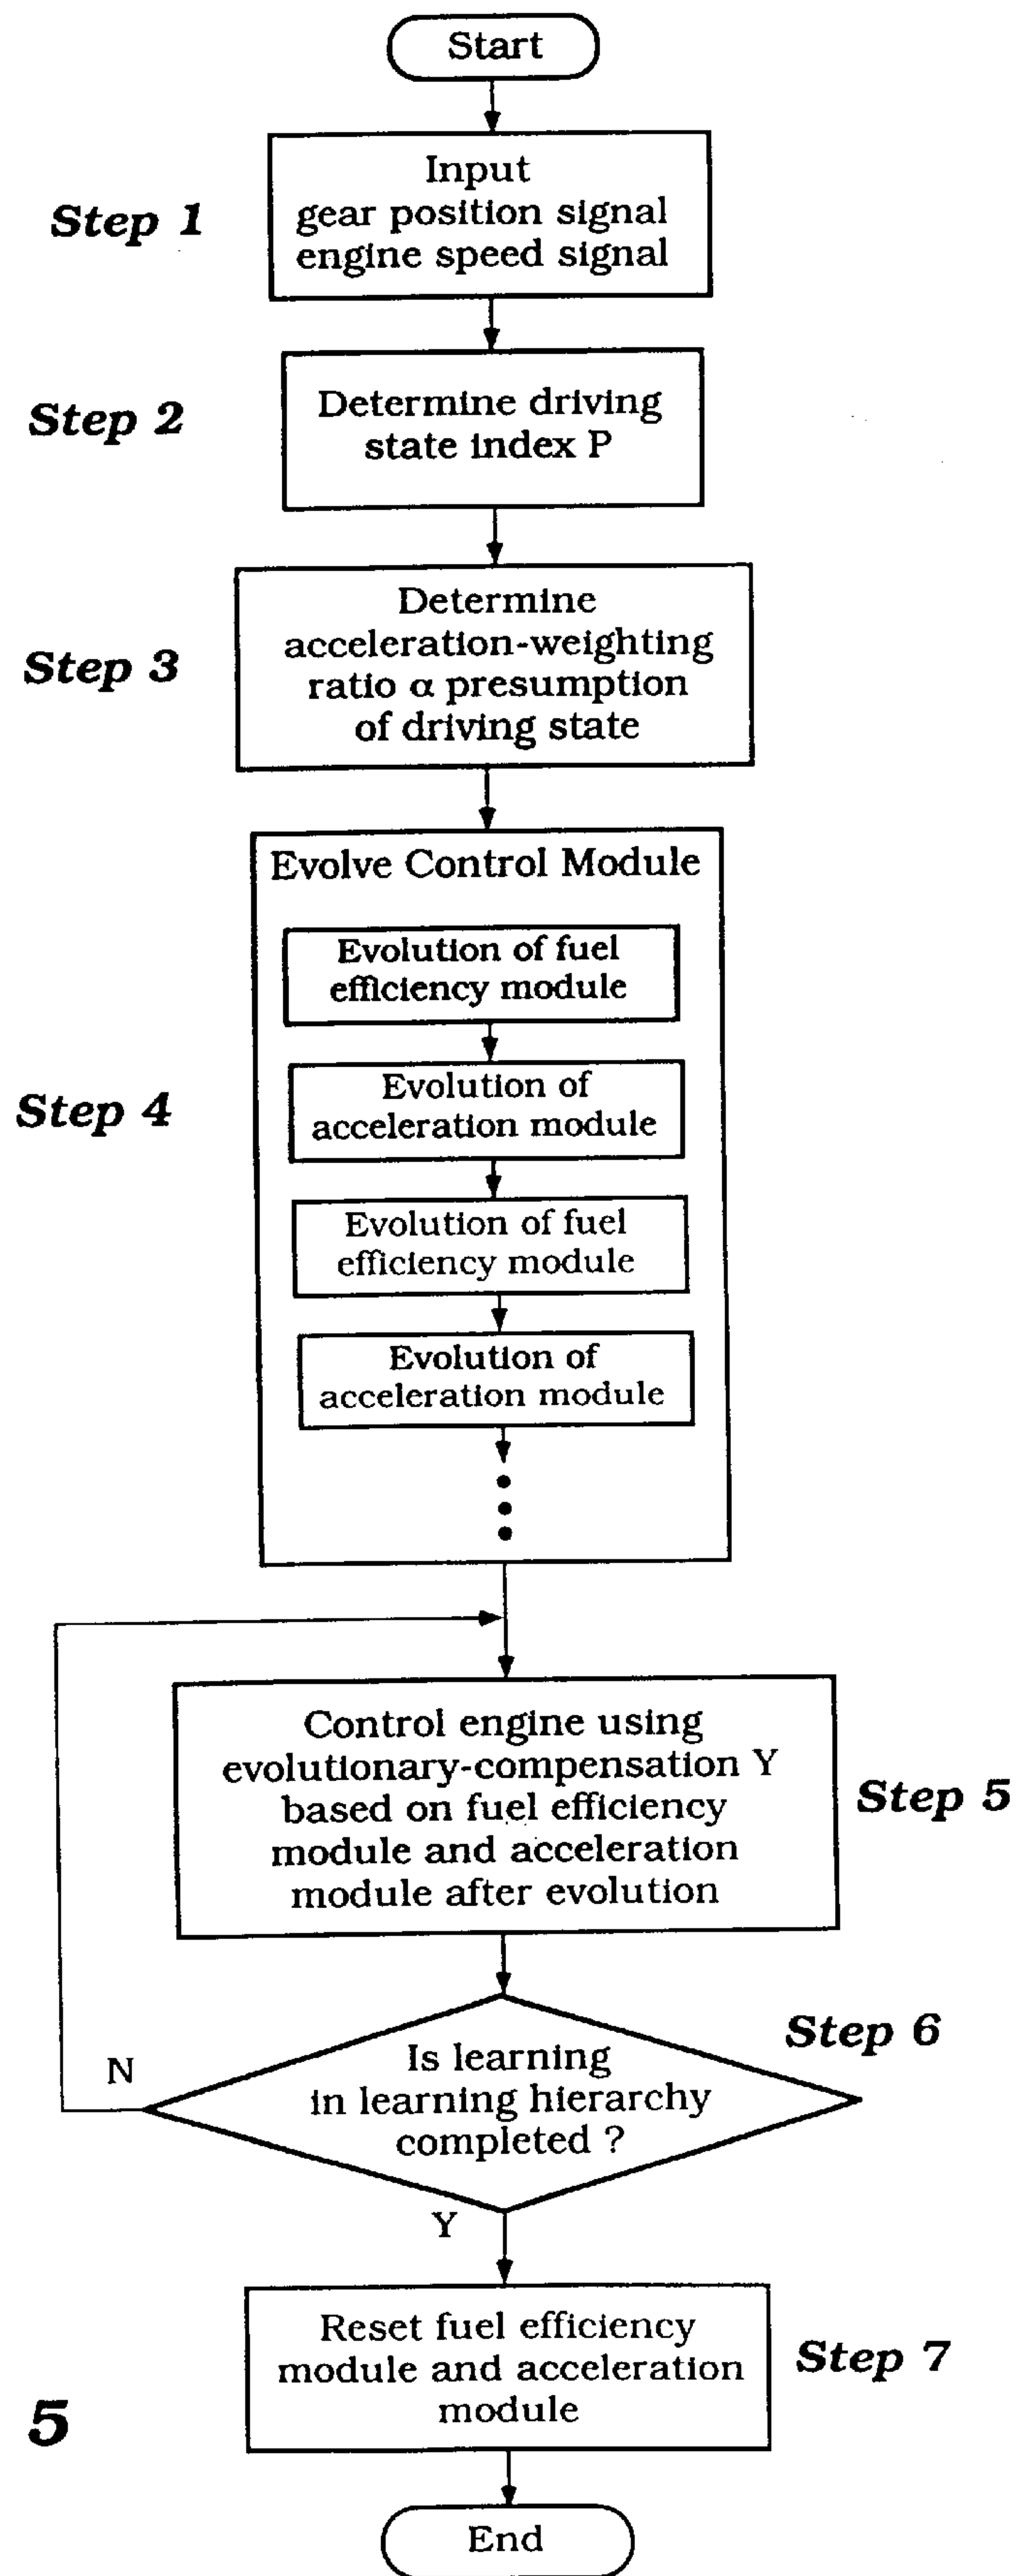 Start
Step 1
Input
gear position signal
engine speed signal
Step 2
Determine driving
state index P
Step 3
Determine
acceleration-weighting
ratio α presumption
of driving state
Step 4
Evolve Control Module
Evolution of fuel
efficiency module
Evolution of
acceleration module
Evolution of fuel
efficiency module
Evolution of
acceleration module
Control engine using
evolutionary-compensation Y
based on fuel efficiency
module and acceleration
module after evolution
Step 5
Step 6
Is learning
in learning hierarchy
completed ?
N
Y
Reset fuel efficiency
module and acceleration
module
Step 7
5
End